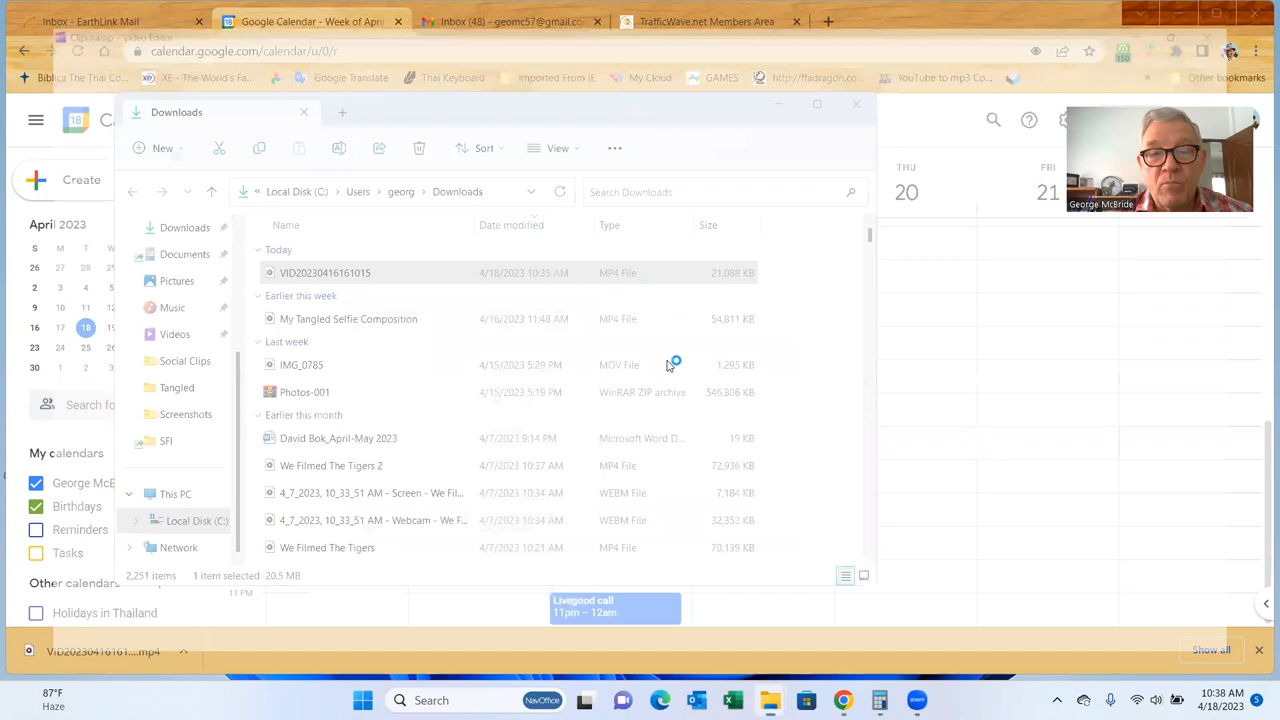 Inbox - EarthLink Mail
Google Calendar - Week of April
Inbox (48) - geomc57@gmail.co
TrafficWave.net Members Area
Clipchamp - Video Editor
calendar.google.com/calendar/u/0/r
150
Biblica The Thai Co...
XE - The World's Fa...
Google Translate
Thai Keyboard
Imported From IE
My Cloud
GAMES
http://ffadragor...
YouTube to mp3 Co...
Other bookmarks
18
Create
April 2023
S M T
26 27 28
2 3 4
9 10 11
16 17 18 19
23 24 25
30 1
Search fo
My calendars
George McB
Birthdays
Reminders
Tasks
Other calendars
Holidays in Thailand
Downloads
New
Sort
View
Local Disk (C:) > Users > georg > Downloads
Search Downloads
Downloads
Documents
Pictures
Music
Videos
Social Clips
Tangled
Screenshots
SFI
This PC
Local Disk (C:)
Network
Name Date modified Type Size
Today
VID20230416161015 4/18/2023 10:35 AM MP4 File 21,088 KB
Earlier this week
My Tangled Selfie Composition 4/16/2023 11:48 AM MP4 File 54,811 KB
Last week
IMG_0785 4/15/2023 5:29 PM MOV File 1,295 KB
Photos-001 4/15/2023 5:19 PM WinRAR ZIP archive 546,806 KB
Earlier this month
David Bok_April-May 2023 4/7/2023 9:14 PM Microsoft Word D... 19 KB
We Filmed The Tigers 2 4/7/2023 10:37 AM MP4 File 72,936 KB
4_7_2023, 10_33_51 AM - Screen - We Fil... 4/7/2023 10:34 AM WEBM File 7,184 KB
4_7_2023, 10_33_51 AM - Webcam - We F... 4/7/2023 10:34 AM WEBM File 32,353 KB
We Filmed The Tigers 4/7/2023 10:21 AM MP4 File 70,139 KB
2,251 items 1 item selected 20.5 MB
THU
20
FRI
21
George McBride
11 PM
Livegood call
11pm – 12am
VID20230416161....mp4
Show all
87°F
Haze
Search
NavOffice
zoom
10:38 AM
4/18/2023
5